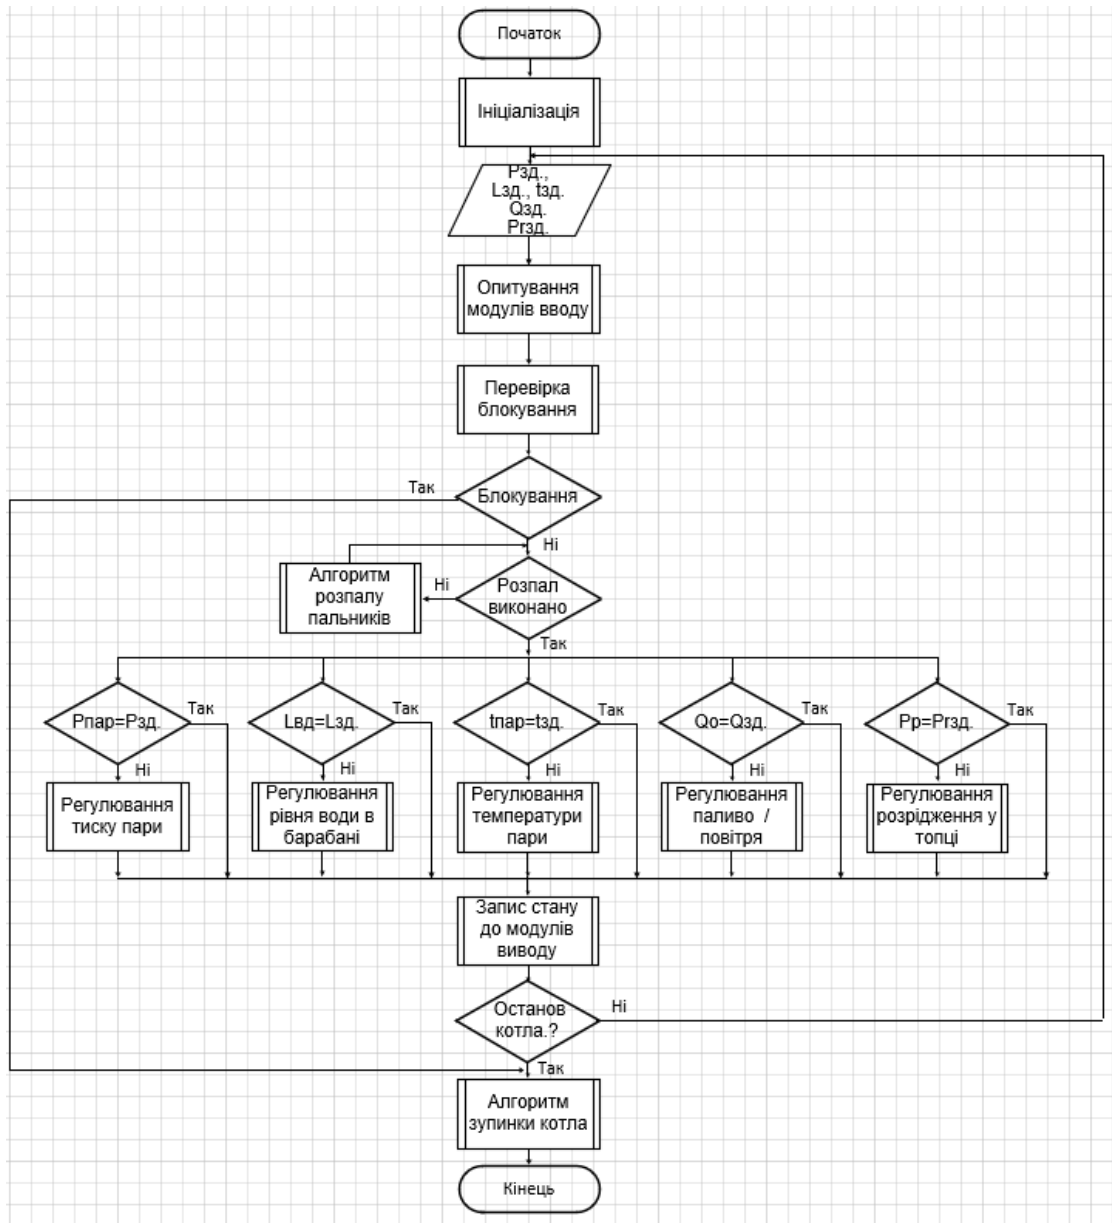 Початок
Ініціалізація
Рзд.,
Lзд., tзд.
Qзд.
Prзд.
Опитування
модулів вводу
Перевірка
блокування
Так
Блокування
Ні
Алгоритм
розпалу
пальників
Ні
Розпал
виконано
Так
Рпар=Рзд.
Так
Lвд=Lзд.
Так
tпар=tзд.
Так
Qo=Qзд.
Так
Рр=Prзд.
Так
Ні
Ні
Ні
Ні
Ні
Регулювання
тиску пари
Регулювання
рівня води в
барабані
Регулювання
температури
пари
Регулювання
паливо /
повітря
Регулювання
розрідження у
топці
Запис стану
до модулів
виводу
Останов
котла.?
Ні
Так
Алгоритм
зупинки котла
Кінець